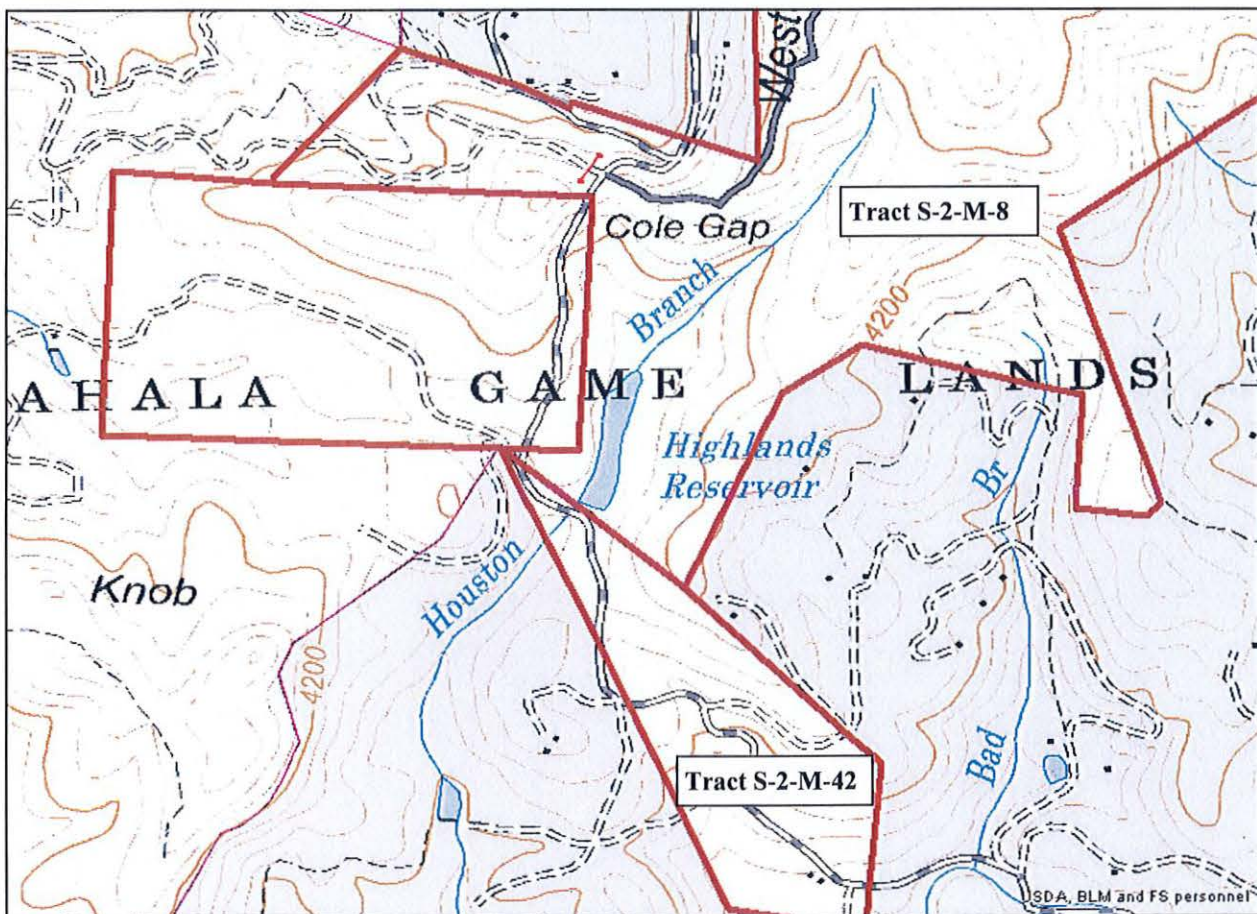 West
Tract S-2-M-8
Cole Gap
Branch
4200
AHALA GAME LANDS
Highlands
Reservoir
Br
Houston
Knob
4200
Bad
Tract S-2-M-42
SDA, BLM and FS personnel